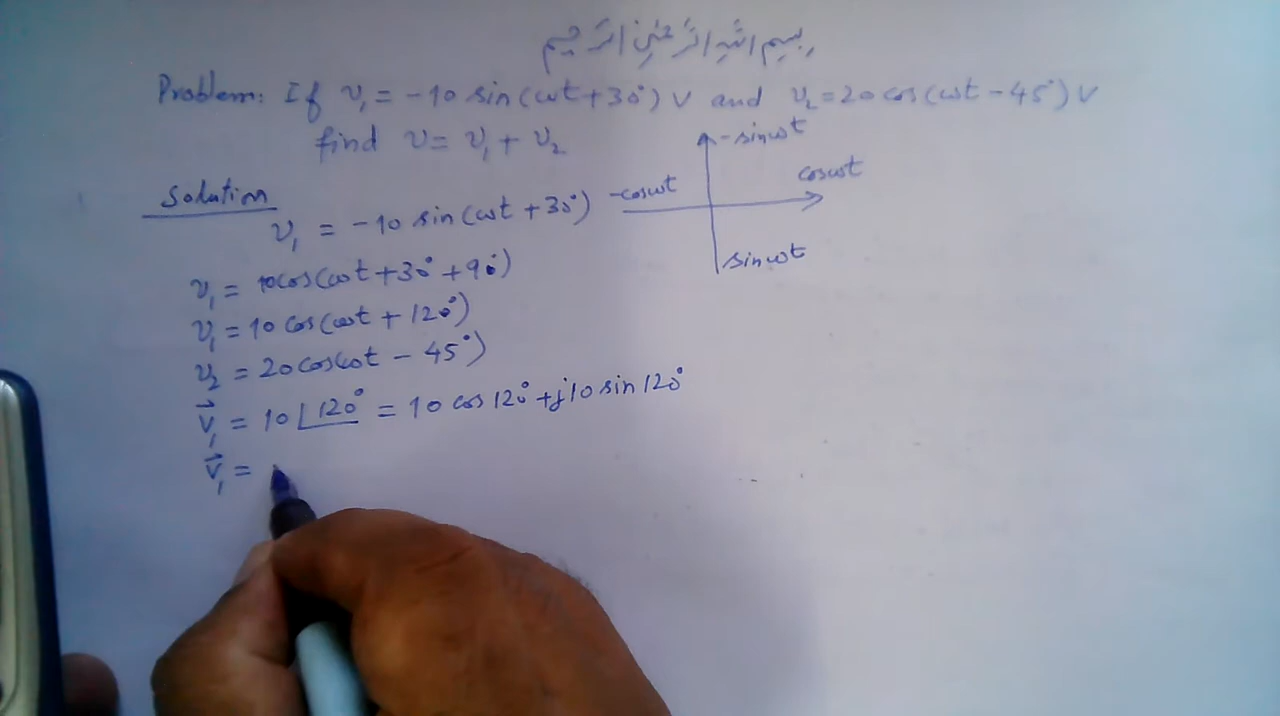 بسم الله الرحمن الرحيم
Problem: If v₁ = -10 sin(ωt+30°) V and v₂ = 20 cos(ωt - 45°) V
find v = v₁ + v₂
-sinωt
cosωt
-cosωt
sinωt
Solution
v₁ = -10 sin(ωt +30°)
v₁ = 10cos(ωt +30° +90°)
v₁ = 10 cos(ωt + 120°)
v₂ = 20 cos(ωt - 45°)
V⃗₁ = 10∠120° = 10 cos 120° + j10 sin 120°
V⃗₁ =